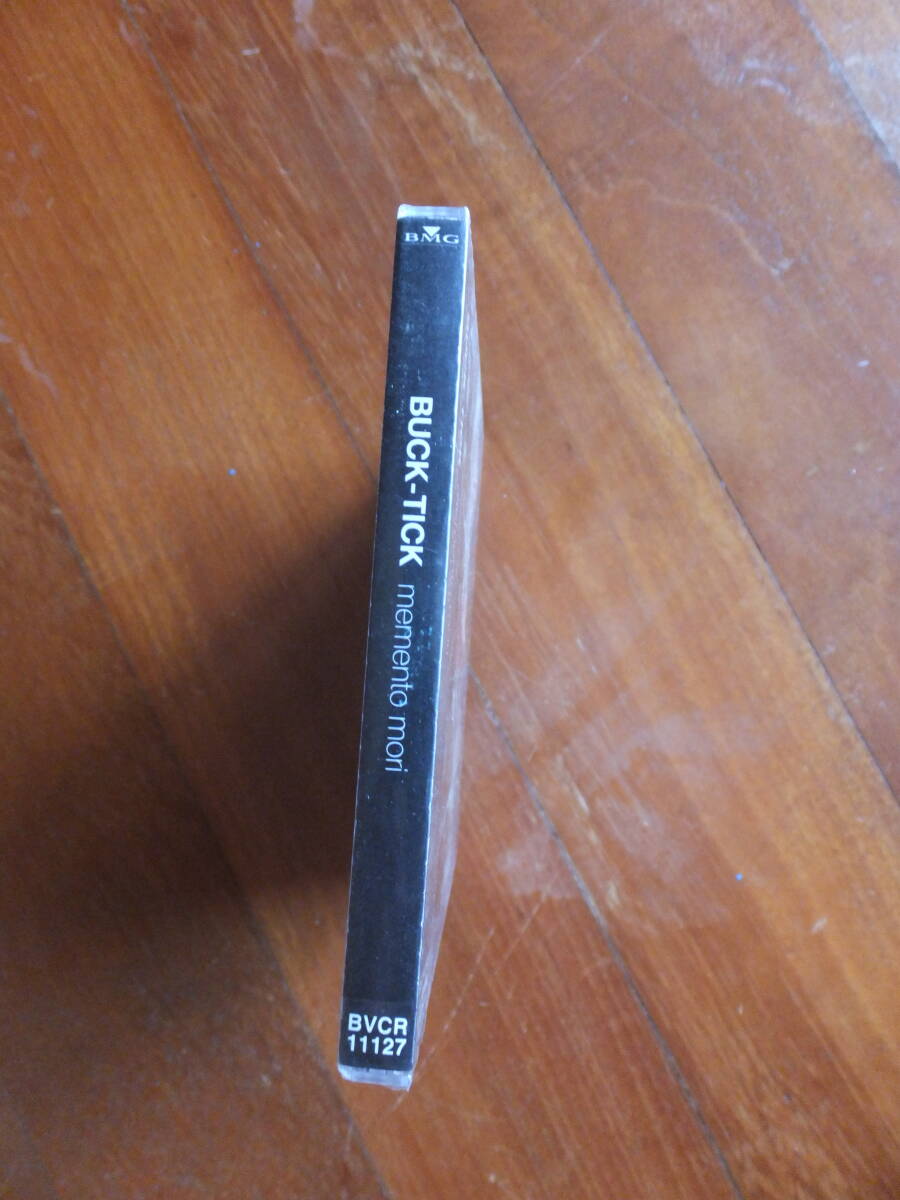 BMG
BUCK-TICK memento mori
BVCR
11127